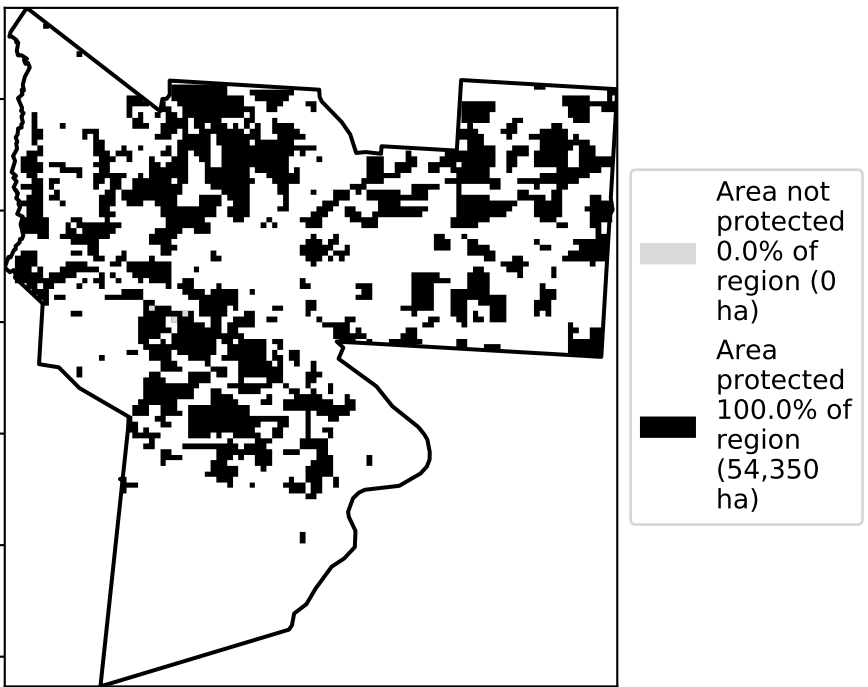 Area not
protected
0.0% of
region (0
ha)
Area
protected
100.0% of
region
(54,350
ha)